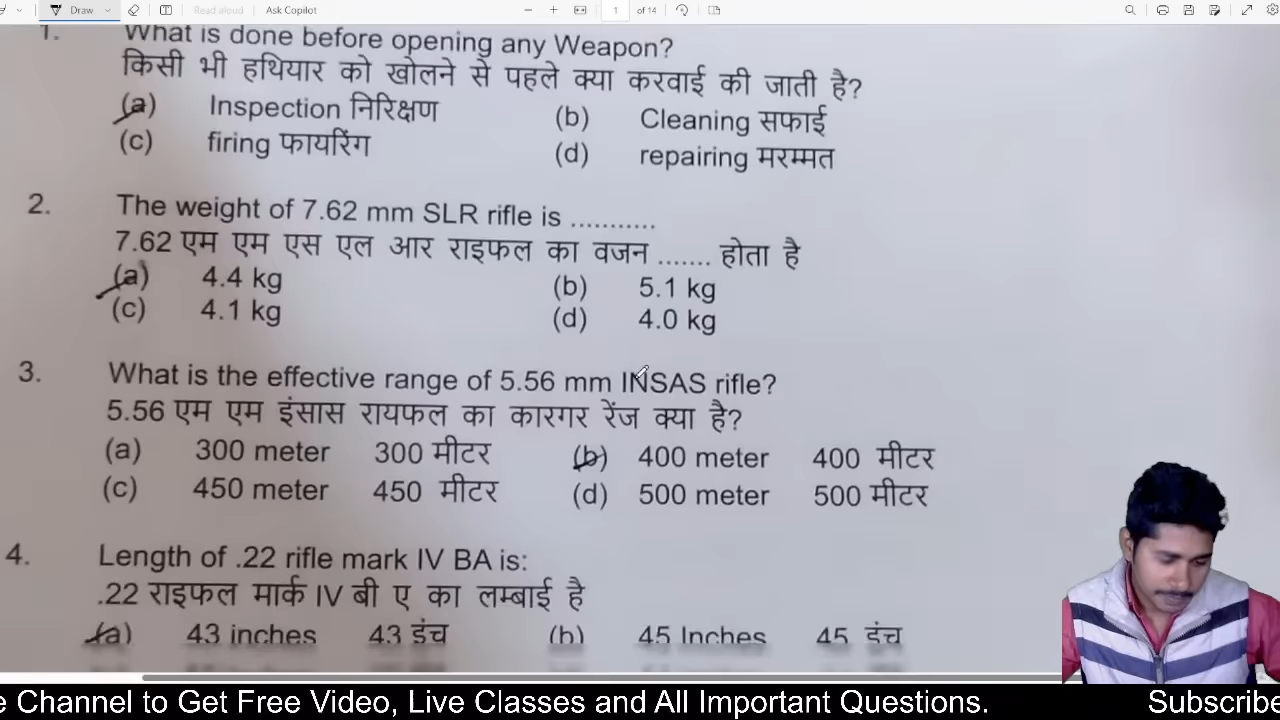 Draw
Read aloud
Ask Copilot
1
of 14
1. What is done before opening any Weapon?
किसी भी हथियार को खोलने से पहले क्या करवाई की जाती है?
(a) Inspection निरिक्षण (b) Cleaning सफाई
(c) firing फायरिंग (d) repairing मरम्मत
2. The weight of 7.62 mm SLR rifle is ...........
7.62 एम एम एस एल आर राइफल का वजन ....... होता है
(a) 4.4 kg (b) 5.1 kg
(c) 4.1 kg (d) 4.0 kg
3. What is the effective range of 5.56 mm INSAS rifle?
5.56 एम एम इंसास रायफल का कारगर रेंज क्या है?
(a) 300 meter 300 मीटर (b) 400 meter 400 मीटर
(c) 450 meter 450 मीटर (d) 500 meter 500 मीटर
4. Length of .22 rifle mark IV BA is:
.22 राइफल मार्क IV बी ए का लम्बाई है
(a) 43 inches 43 इंच (b) 45 Inches 45 इंच
e Channel to Get Free Video, Live Classes and All Important Questions. Subscribe